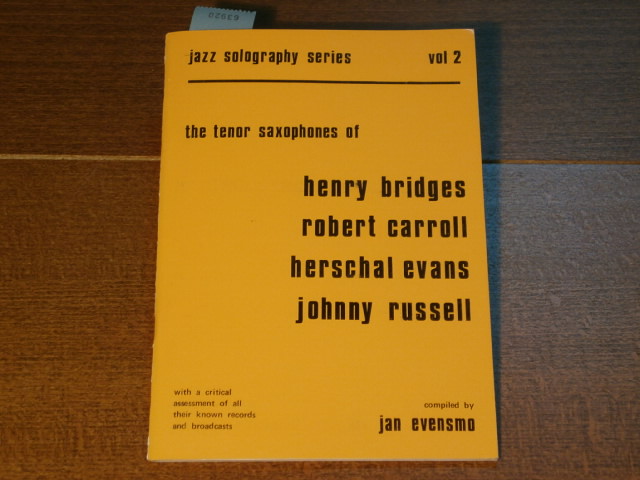 63920
jazz solography series vol 2
the tenor saxophones of
henry bridges
robert carroll
herschal evans
johnny russell
with a critical
assessment of all
their known records
and broadcasts
compiled by
jan evensmo